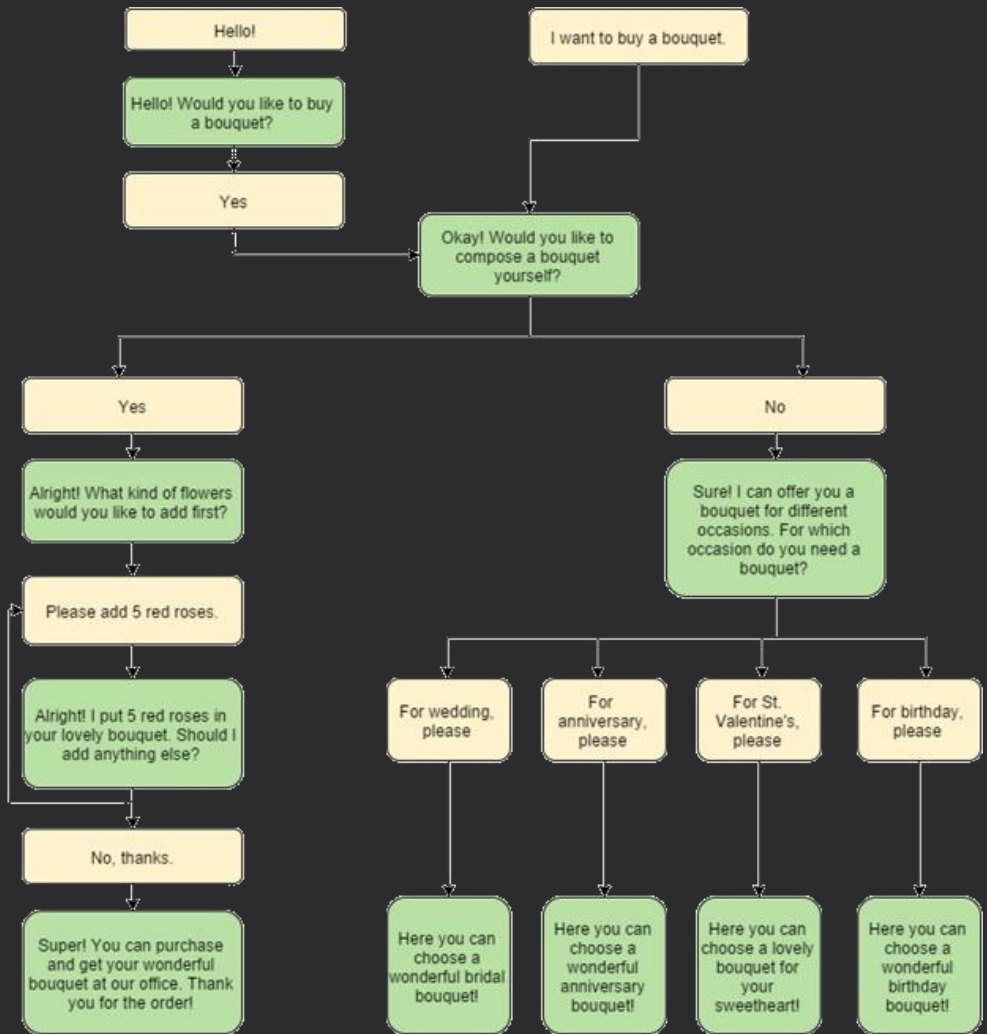 Hello!
I want to buy a bouquet.
Hello! Would you like to buy
a bouquet?
Yes
Okay! Would you like to
compose a bouquet
yourself?
Yes
No
Alright! What kind of flowers
would you like to add first?
Sure! I can offer you a
bouquet for different
occasions. For which
occasion do you need a
bouquet?
Please add 5 red roses.
Alright! I put 5 red roses in
your lovely bouquet. Should I
add anything else?
For wedding,
please
For
anniversary,
please
For St.
Valentine's,
please
For birthday,
please
No, thanks.
Super! You can purchase
and get your wonderful
bouquet at our office. Thank
you for the order!
Here you can
choose a
wonderful bridal
bouquet!
Here you can
choose a
wonderful
anniversary
bouquet!
Here you can
choose a lovely
bouquet for
your
sweetheart!
Here you can
choose a
wonderful
birthday
bouquet!